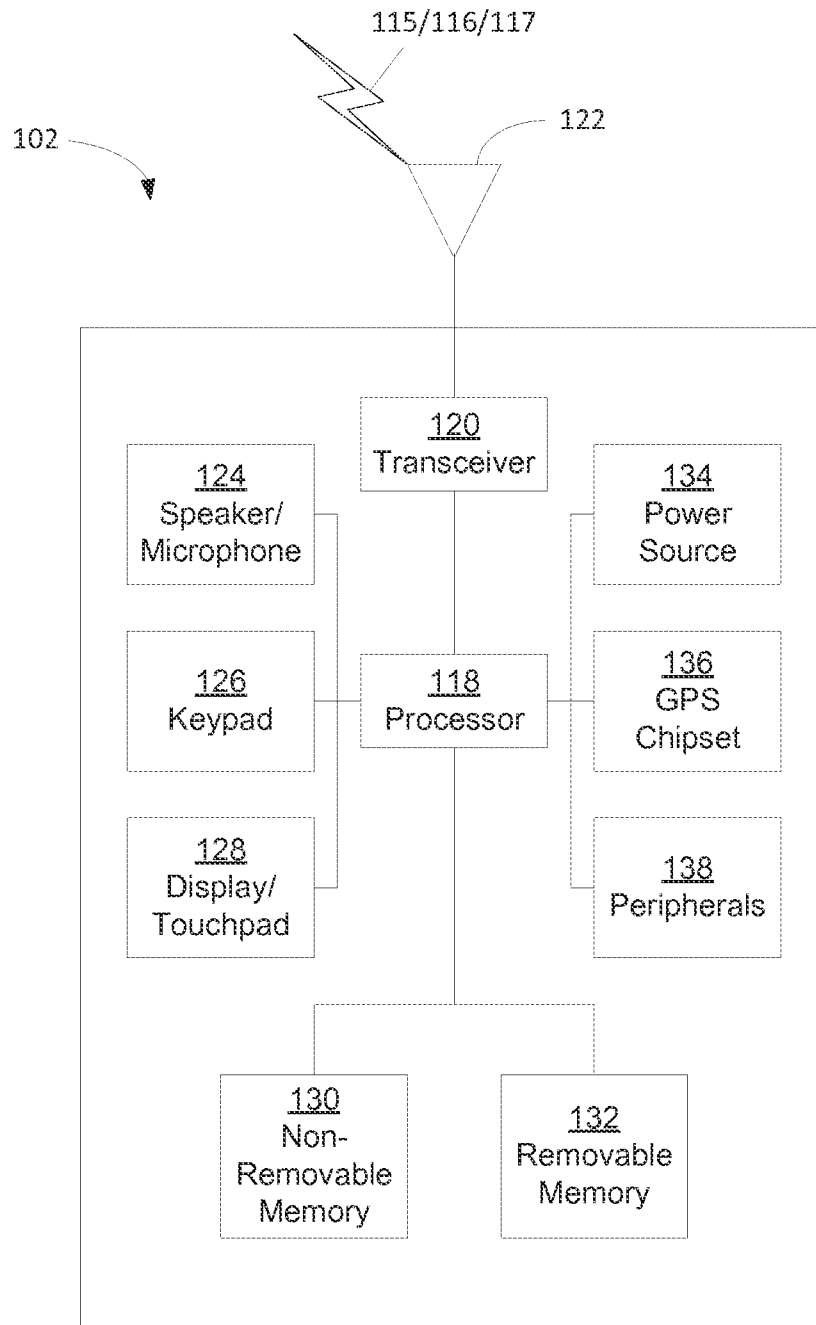 115/116/117
102
122
120
Transceiver
124
Speaker/
Microphone
134
Power
Source
126
Keypad
118
Processor
136
GPS
Chipset
128
Display/
Touchpad
138
Peripherals
130
Non-
Removable
Memory
132
Removable
Memory